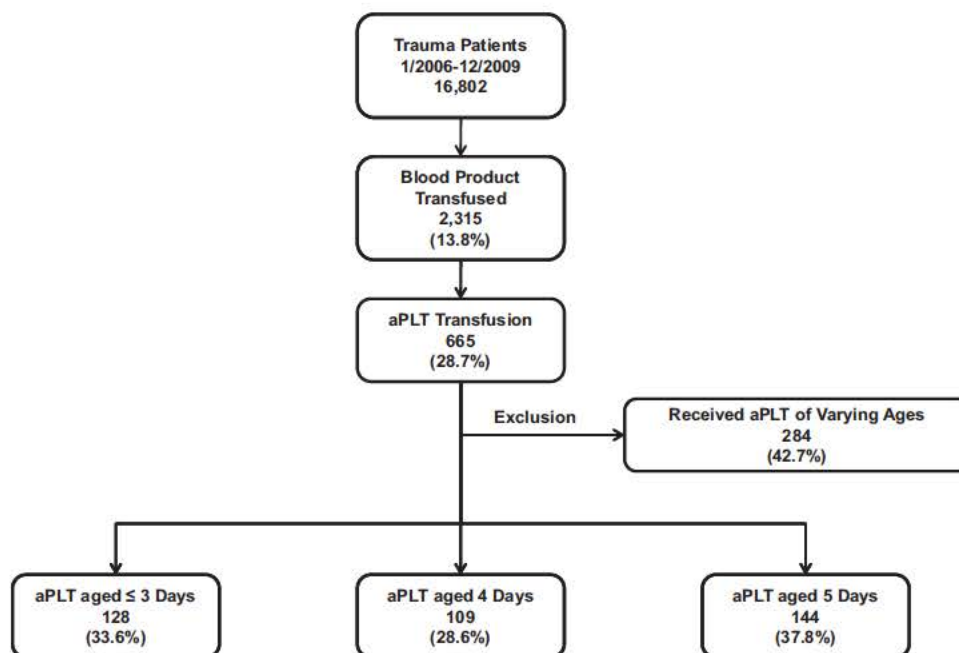 Trauma Patients
1/2006-12/2009
16,802
Blood Product
Transfused
2,315
(13.8%)
aPLT Transfusion
665
(28.7%)
Exclusion
Received aPLT of Varying Ages
284
(42.7%)
aPLT aged ≤ 3 Days
128
(33.6%)
aPLT aged 4 Days
109
(28.6%)
aPLT aged 5 Days
144
(37.8%)